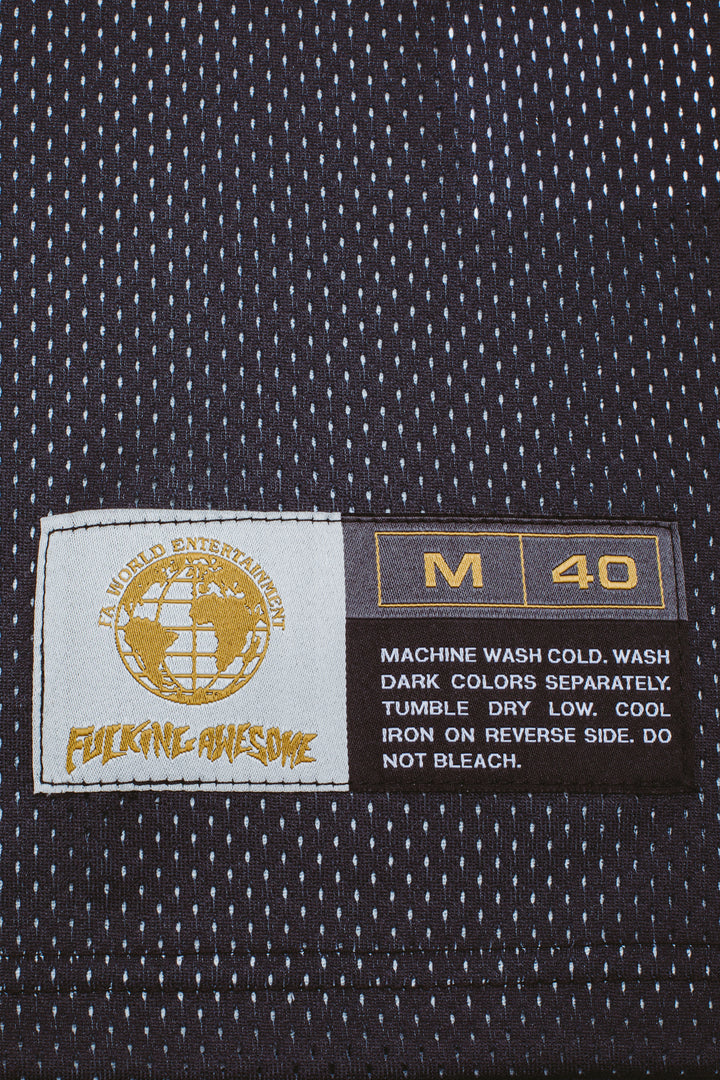 FA WORLD ENTERTAINMENT
FUCKING AWESOME
M 40
MACHINE WASH COLD. WASH
DARK COLORS SEPARATELY.
TUMBLE DRY LOW. COOL
IRON ON REVERSE SIDE. DO
NOT BLEACH.